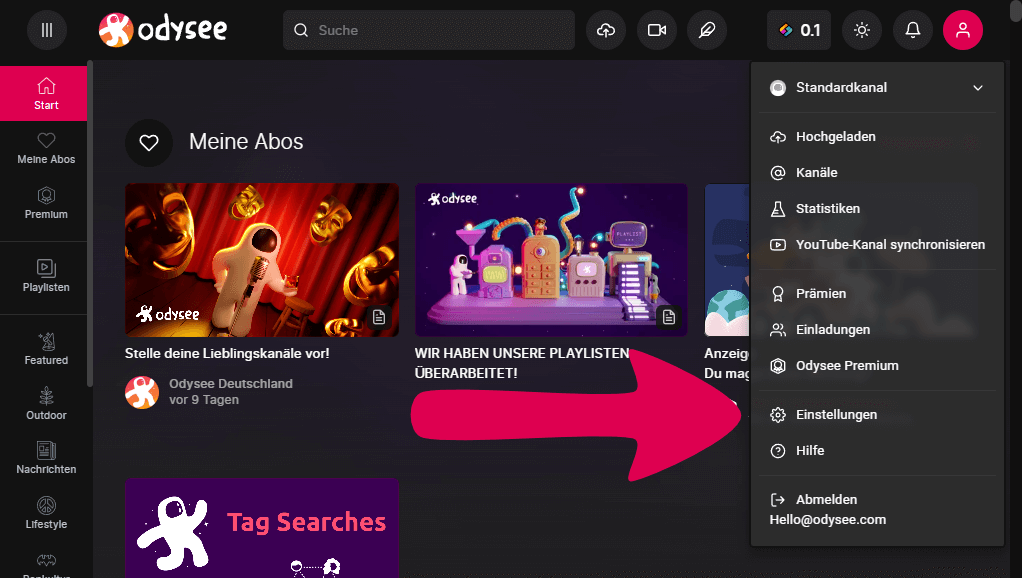 odysee
Suche
0.1
Start
Meine Abos
Premium
Playlisten
Featured
Outdoor
Nachrichten
Lifestyle
Meine Abos
odysee
Stelle deine Lieblingskanäle vor!
Odysee Deutschland
vor 9 Tagen
odysee
PLAYLIST
WIR HABEN UNSERE PLAYLISTEN
ÜBERARBEITET!
Anzeige
Du mag
Tag Searches
Standardkanal
Hochgeladen
Kanäle
Statistiken
YouTube-Kanal synchronisieren
Prämien
Einladungen
Odysee Premium
Einstellungen
Hilfe
Abmelden
Hello@odysee.com